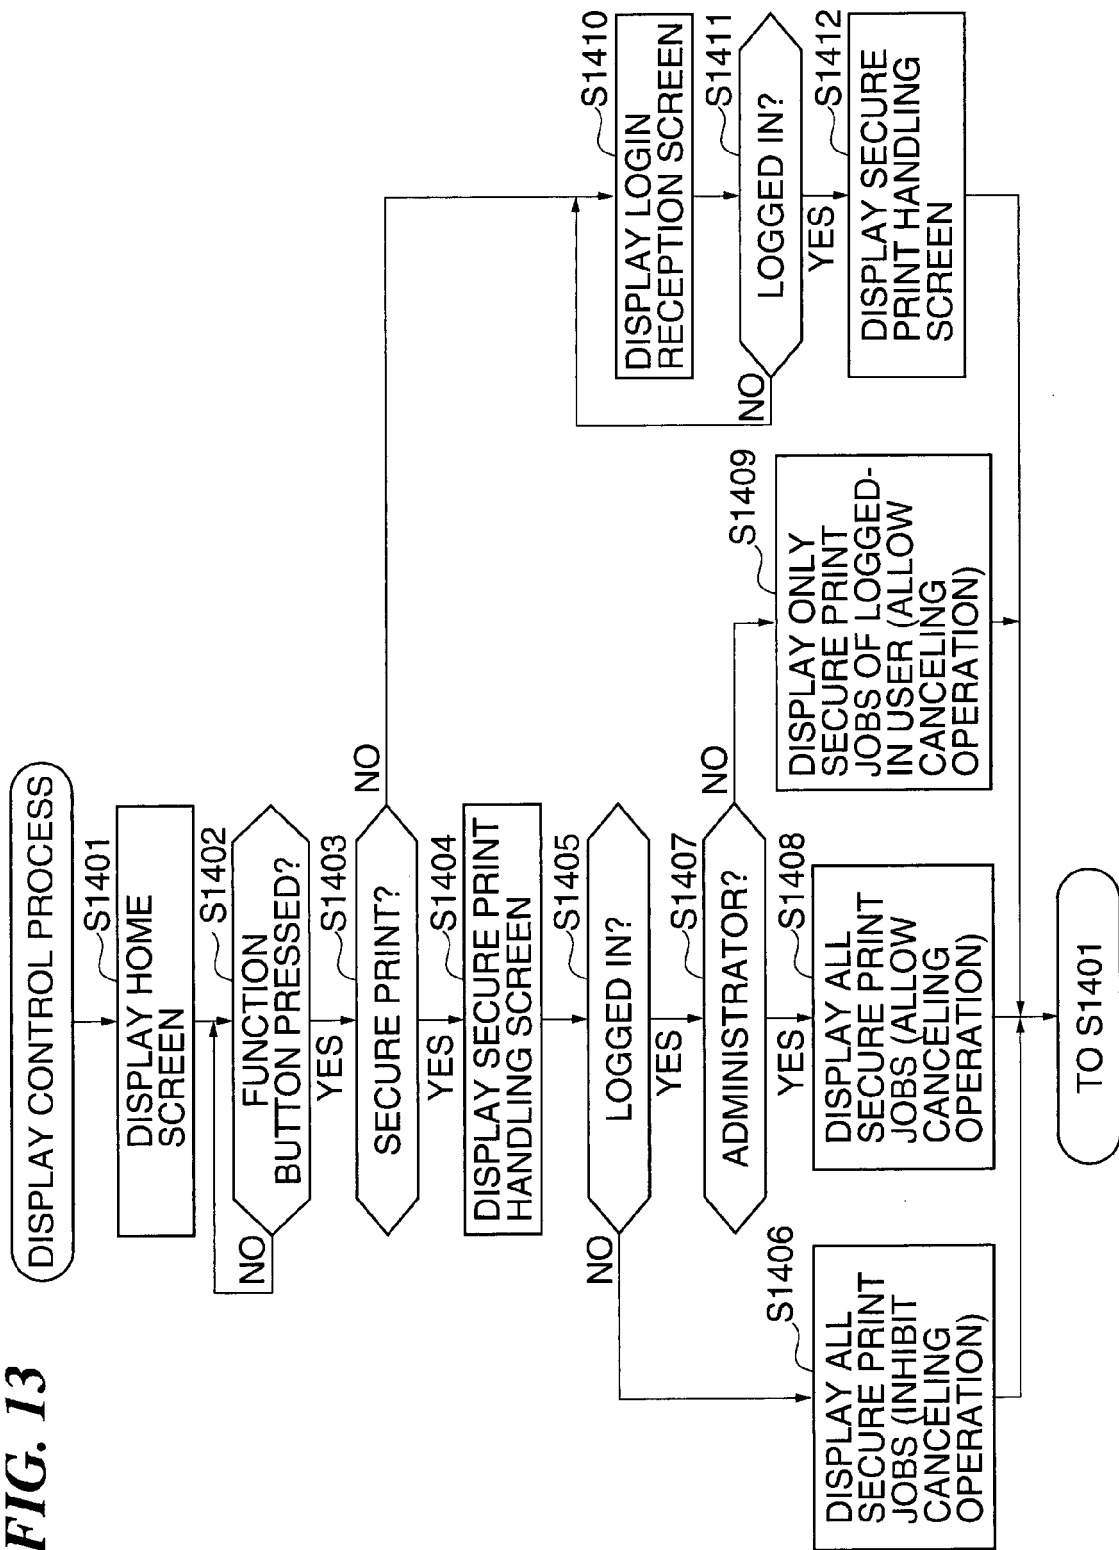 FIG. 13
DISPLAY CONTROL PROCESS
S1401
DISPLAY HOME
SCREEN
S1402
FUNCTION
BUTTON PRESSED?
NO
YES
S1403
SECURE PRINT?
NO
YES
S1404
DISPLAY SECURE PRINT
HANDLING SCREEN
S1405
LOGGED IN?
NO
YES
S1406
DISPLAY ALL
SECURE PRINT
JOBS (INHIBIT
CANCELING
OPERATION)
S1407
ADMINISTRATOR?
NO
YES
S1408
DISPLAY ALL
SECURE PRINT
JOBS (ALLOW
CANCELING
OPERATION)
S1409
DISPLAY ONLY
SECURE PRINT
JOBS OF LOGGED-
IN USER (ALLOW
CANCELING
OPERATION)
S1410
DISPLAY LOGIN
RECEPTION SCREEN
S1411
LOGGED IN?
NO
YES
S1412
DISPLAY SECURE
PRINT HANDLING
SCREEN
TO S1401